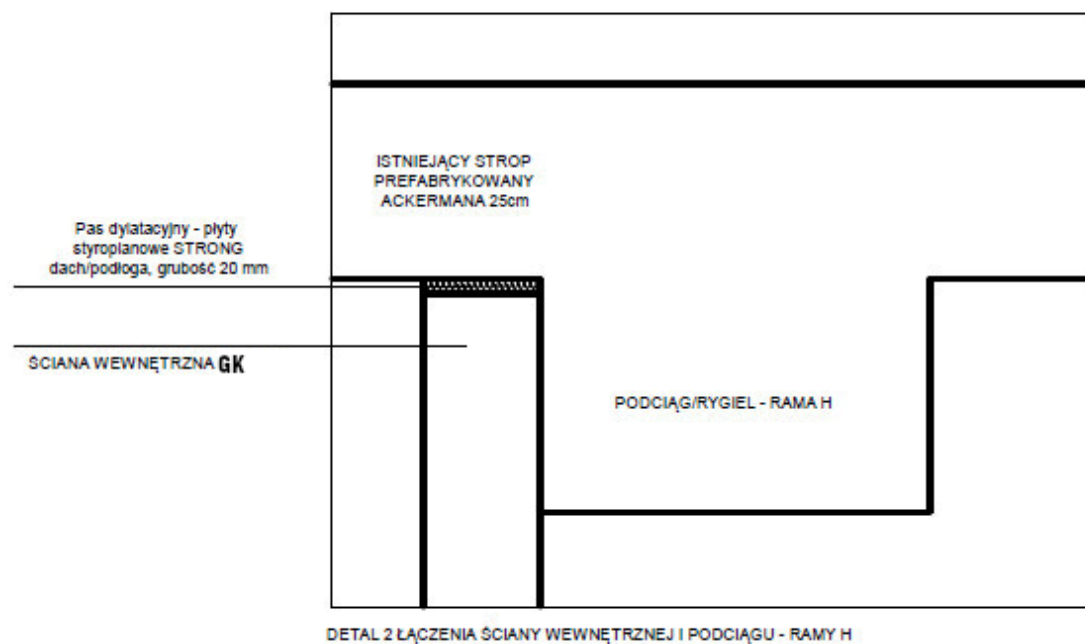 ISTNIEJĄCY STROP
PREFABRYKOWANY
ACKERMANA 25cm
Pas dylatacyjny - płyty
styropianowe STRONG
dach/podłoga, grubość 20 mm
ŚCIANA WEWNĘTRZNA GK
PODCIĄG/RYGIEL - RAMA H
DETAL 2 ŁĄCZENIA ŚCIANY WEWNĘTRZNEJ I PODCIĄGU - RAMY H